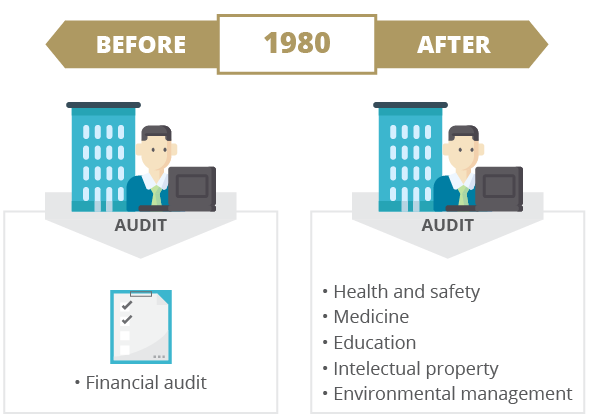 BEFORE 1980 AFTER
AUDIT
• Financial audit
AUDIT
• Health and safety
• Medicine
• Education
• Intelectual property
• Environmental management